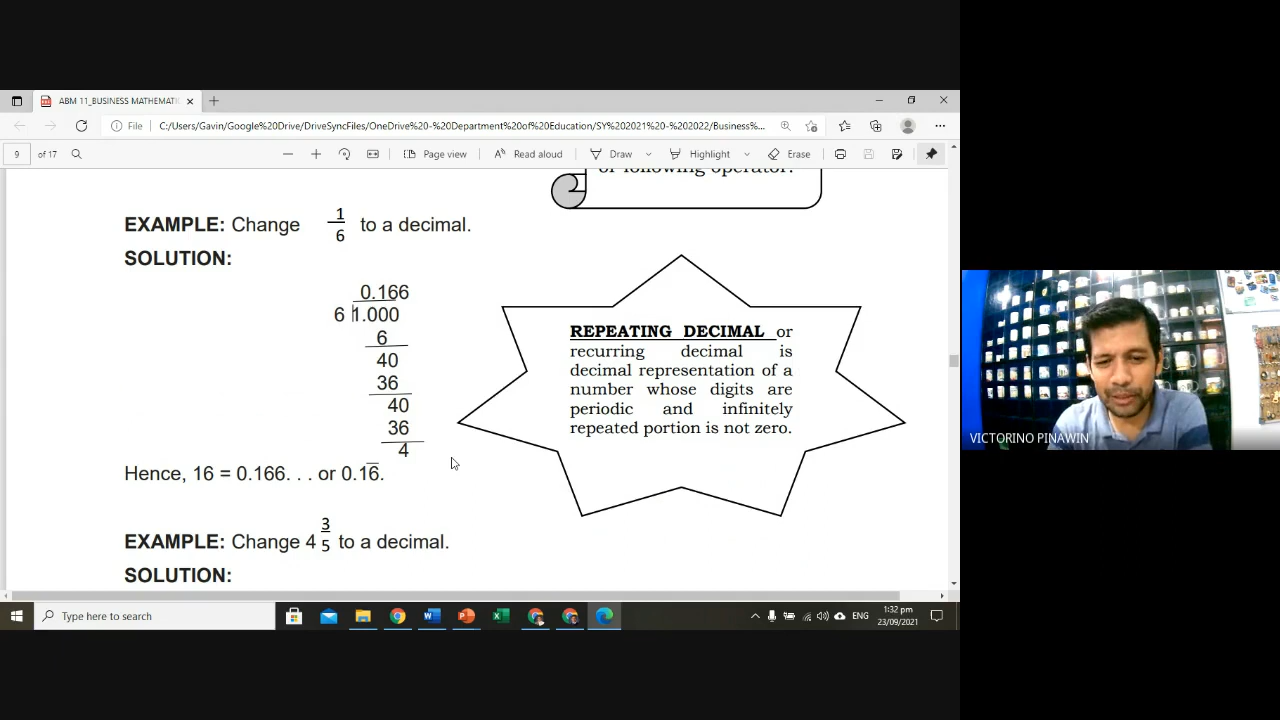 ABM 11_BUSINESS MATHEMATI
File
C:/Users/Gavin/Google%20Drive/DriveSyncFiles/OneDrive%20-%20Department%20of%20Education/SY%202021%20-%202022/Business%...
9 of 17
Page view
Read aloud
Draw
Highlight
Erase
or following operator.
EXAMPLE: Change 1/6 to a decimal.
SOLUTION:
0.166
6 1.000
6
40
36
40
36
4
Hence, 16 = 0.166. . . or 0.16̅.
REPEATING DECIMAL or
recurring decimal is
decimal representation of a
number whose digits are
periodic and infinitely
repeated portion is not zero.
EXAMPLE: Change 4 3/5 to a decimal.
SOLUTION:
VICTORINO PINAWIN
Type here to search
ENG
1:32 pm
23/09/2021